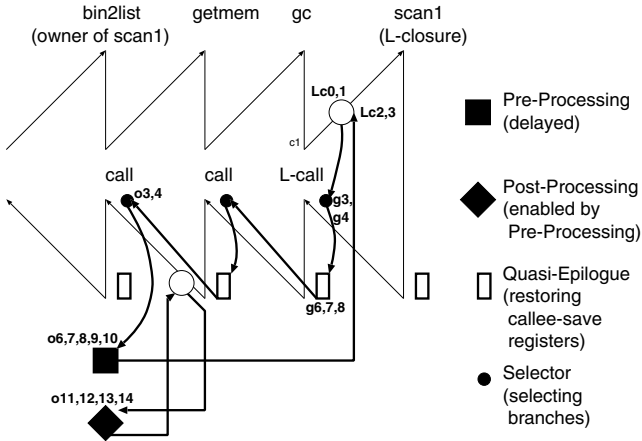 bin2list
(owner of scan1)
getmem
gc
scan1
(L-closure)
Lc0,1
Lc2,3
c1
call
call
L-call
o3,4
g3,
g4
g6,7,8
o6,7,8,9,10
o11,12,13,14
Pre-Processing
(delayed)
Post-Processing
(enabled by
Pre-Processing)
Quasi-Epilogue
(restoring
callee-save
registers)
Selector
(selecting
branches)